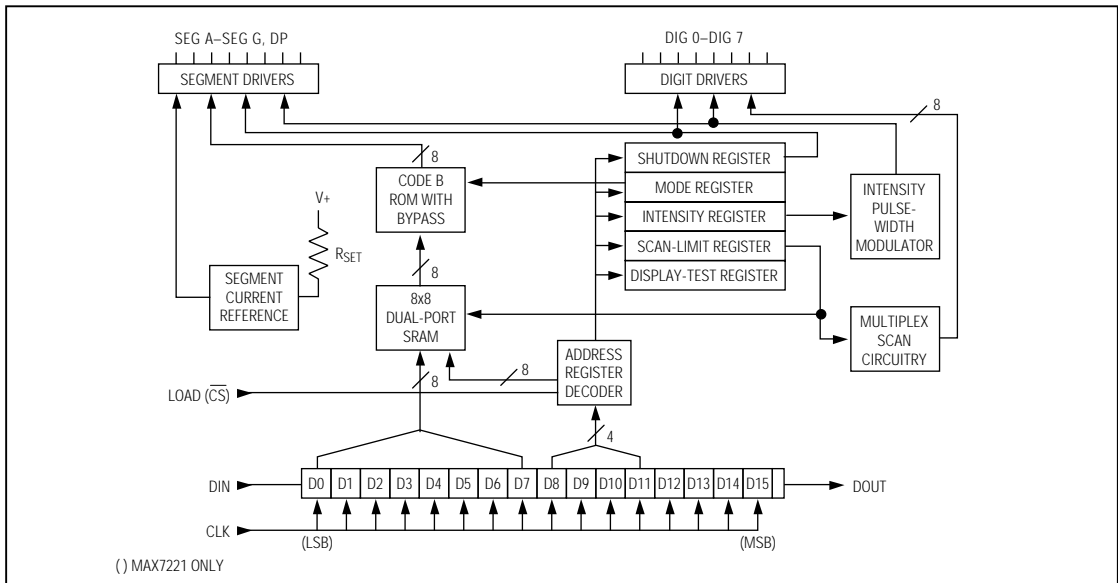 SEG A–SEG G, DP
DIG 0–DIG 7
SEGMENT DRIVERS
DIGIT DRIVERS
8
8
CODE B
ROM WITH
BYPASS
SHUTDOWN REGISTER
MODE REGISTER
INTENSITY REGISTER
SCAN-LIMIT REGISTER
DISPLAY-TEST REGISTER
INTENSITY
PULSE-
WIDTH
MODULATOR
V+
RSET
SEGMENT
CURRENT
REFERENCE
8
8x8
DUAL-PORT
SRAM
MULTIPLEX
SCAN
CIRCUITRY
ADDRESS
REGISTER
DECODER
8
8
LOAD (C̅S̅)
4
DIN
D0 D1 D2 D3 D4 D5 D6 D7 D8 D9 D10 D11 D12 D13 D14 D15
DOUT
CLK
(LSB)
(MSB)
( ) MAX7221 ONLY